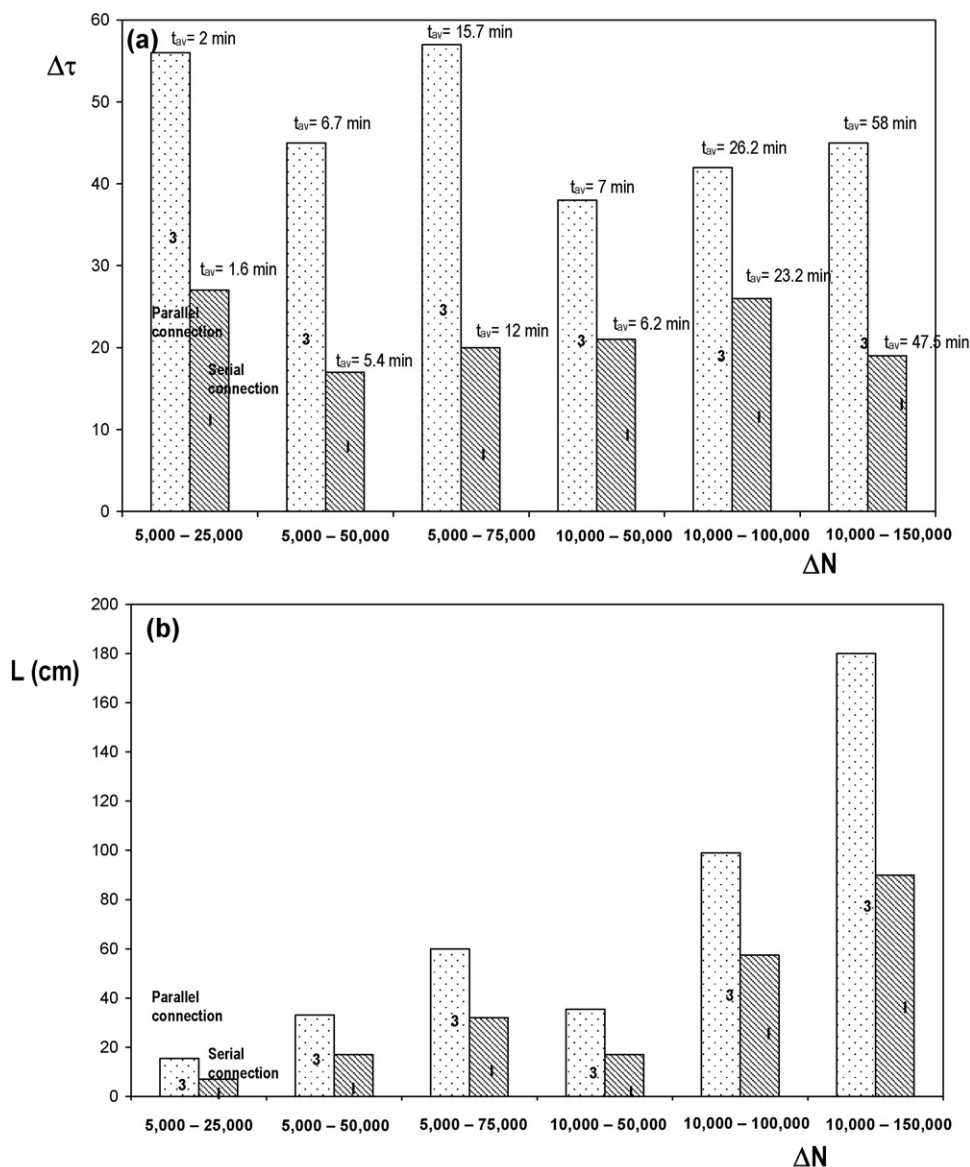 (a)
Δτ
60
50
40
30
20
10
0
tav= 2 min
tav= 1.6 min
tav= 6.7 min
tav= 5.4 min
tav= 15.7 min
tav= 12 min
tav= 7 min
tav= 6.2 min
tav= 26.2 min
tav= 23.2 min
tav= 58 min
tav= 47.5 min
3
3
3
3
3
3
Parallel
connection
Serial
connection
I
I
I
I
I
I
5,000 – 25,000
5,000 – 50,000
5,000 – 75,000
10,000 – 50,000
10,000 – 100,000
10,000 – 150,000
ΔN
(b)
L (cm)
200
180
160
140
120
100
80
60
40
20
0
Parallel
connection
Serial
connection
3
3
3
3
3
3
I
I
I
I
I
I
5,000 – 25,000
5,000 – 50,000
5,000 – 75,000
10,000 – 50,000
10,000 – 100,000
10,000 – 150,000
ΔN